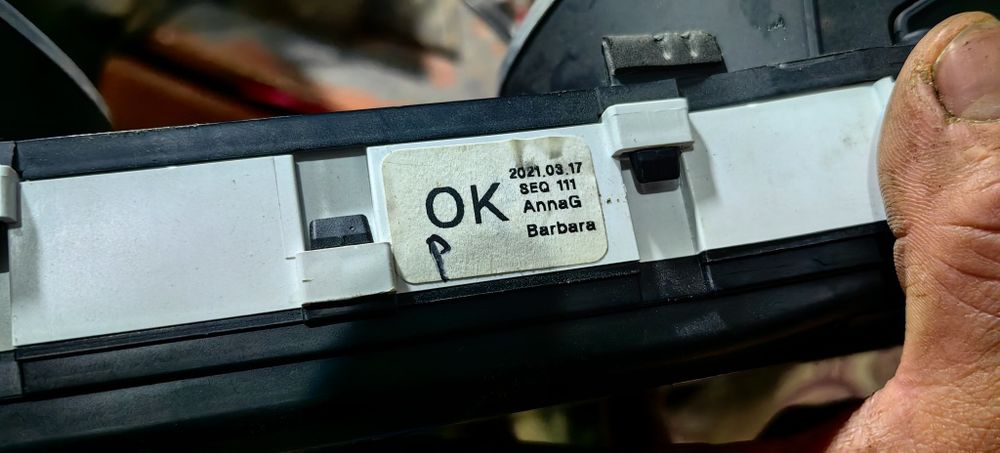 OK
2021.03.17
SEQ 111
AnnaG
Barbara
P